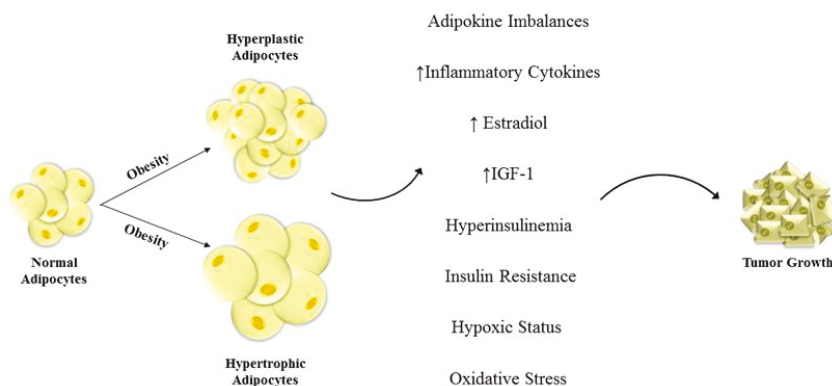 Hyperplastic
Adipocytes
Obesity
Obesity
Normal
Adipocytes
Hypertrophic
Adipocytes
Adipokine Imbalances
↑Inflammatory Cytokines
↑ Estradiol
↑IGF-1
Hyperinsulinemia
Insulin Resistance
Hypoxic Status
Oxidative Stress
Tumor Growth